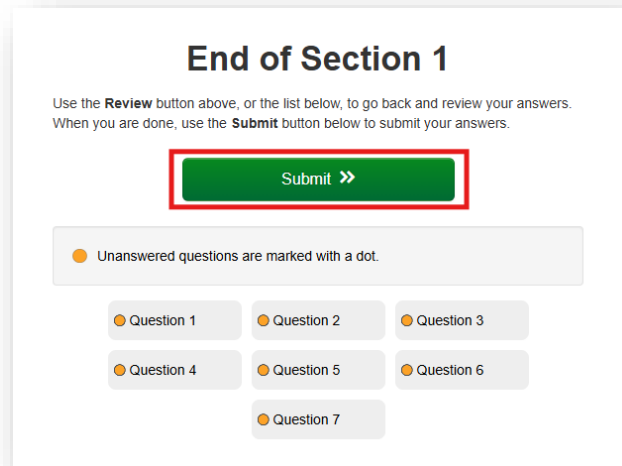 End of Section 1
Use the Review button above, or the list below, to go back and review your answers.
When you are done, use the Submit button below to submit your answers.
Submit »
Unanswered questions are marked with a dot.
Question 1
Question 2
Question 3
Question 4
Question 5
Question 6
Question 7